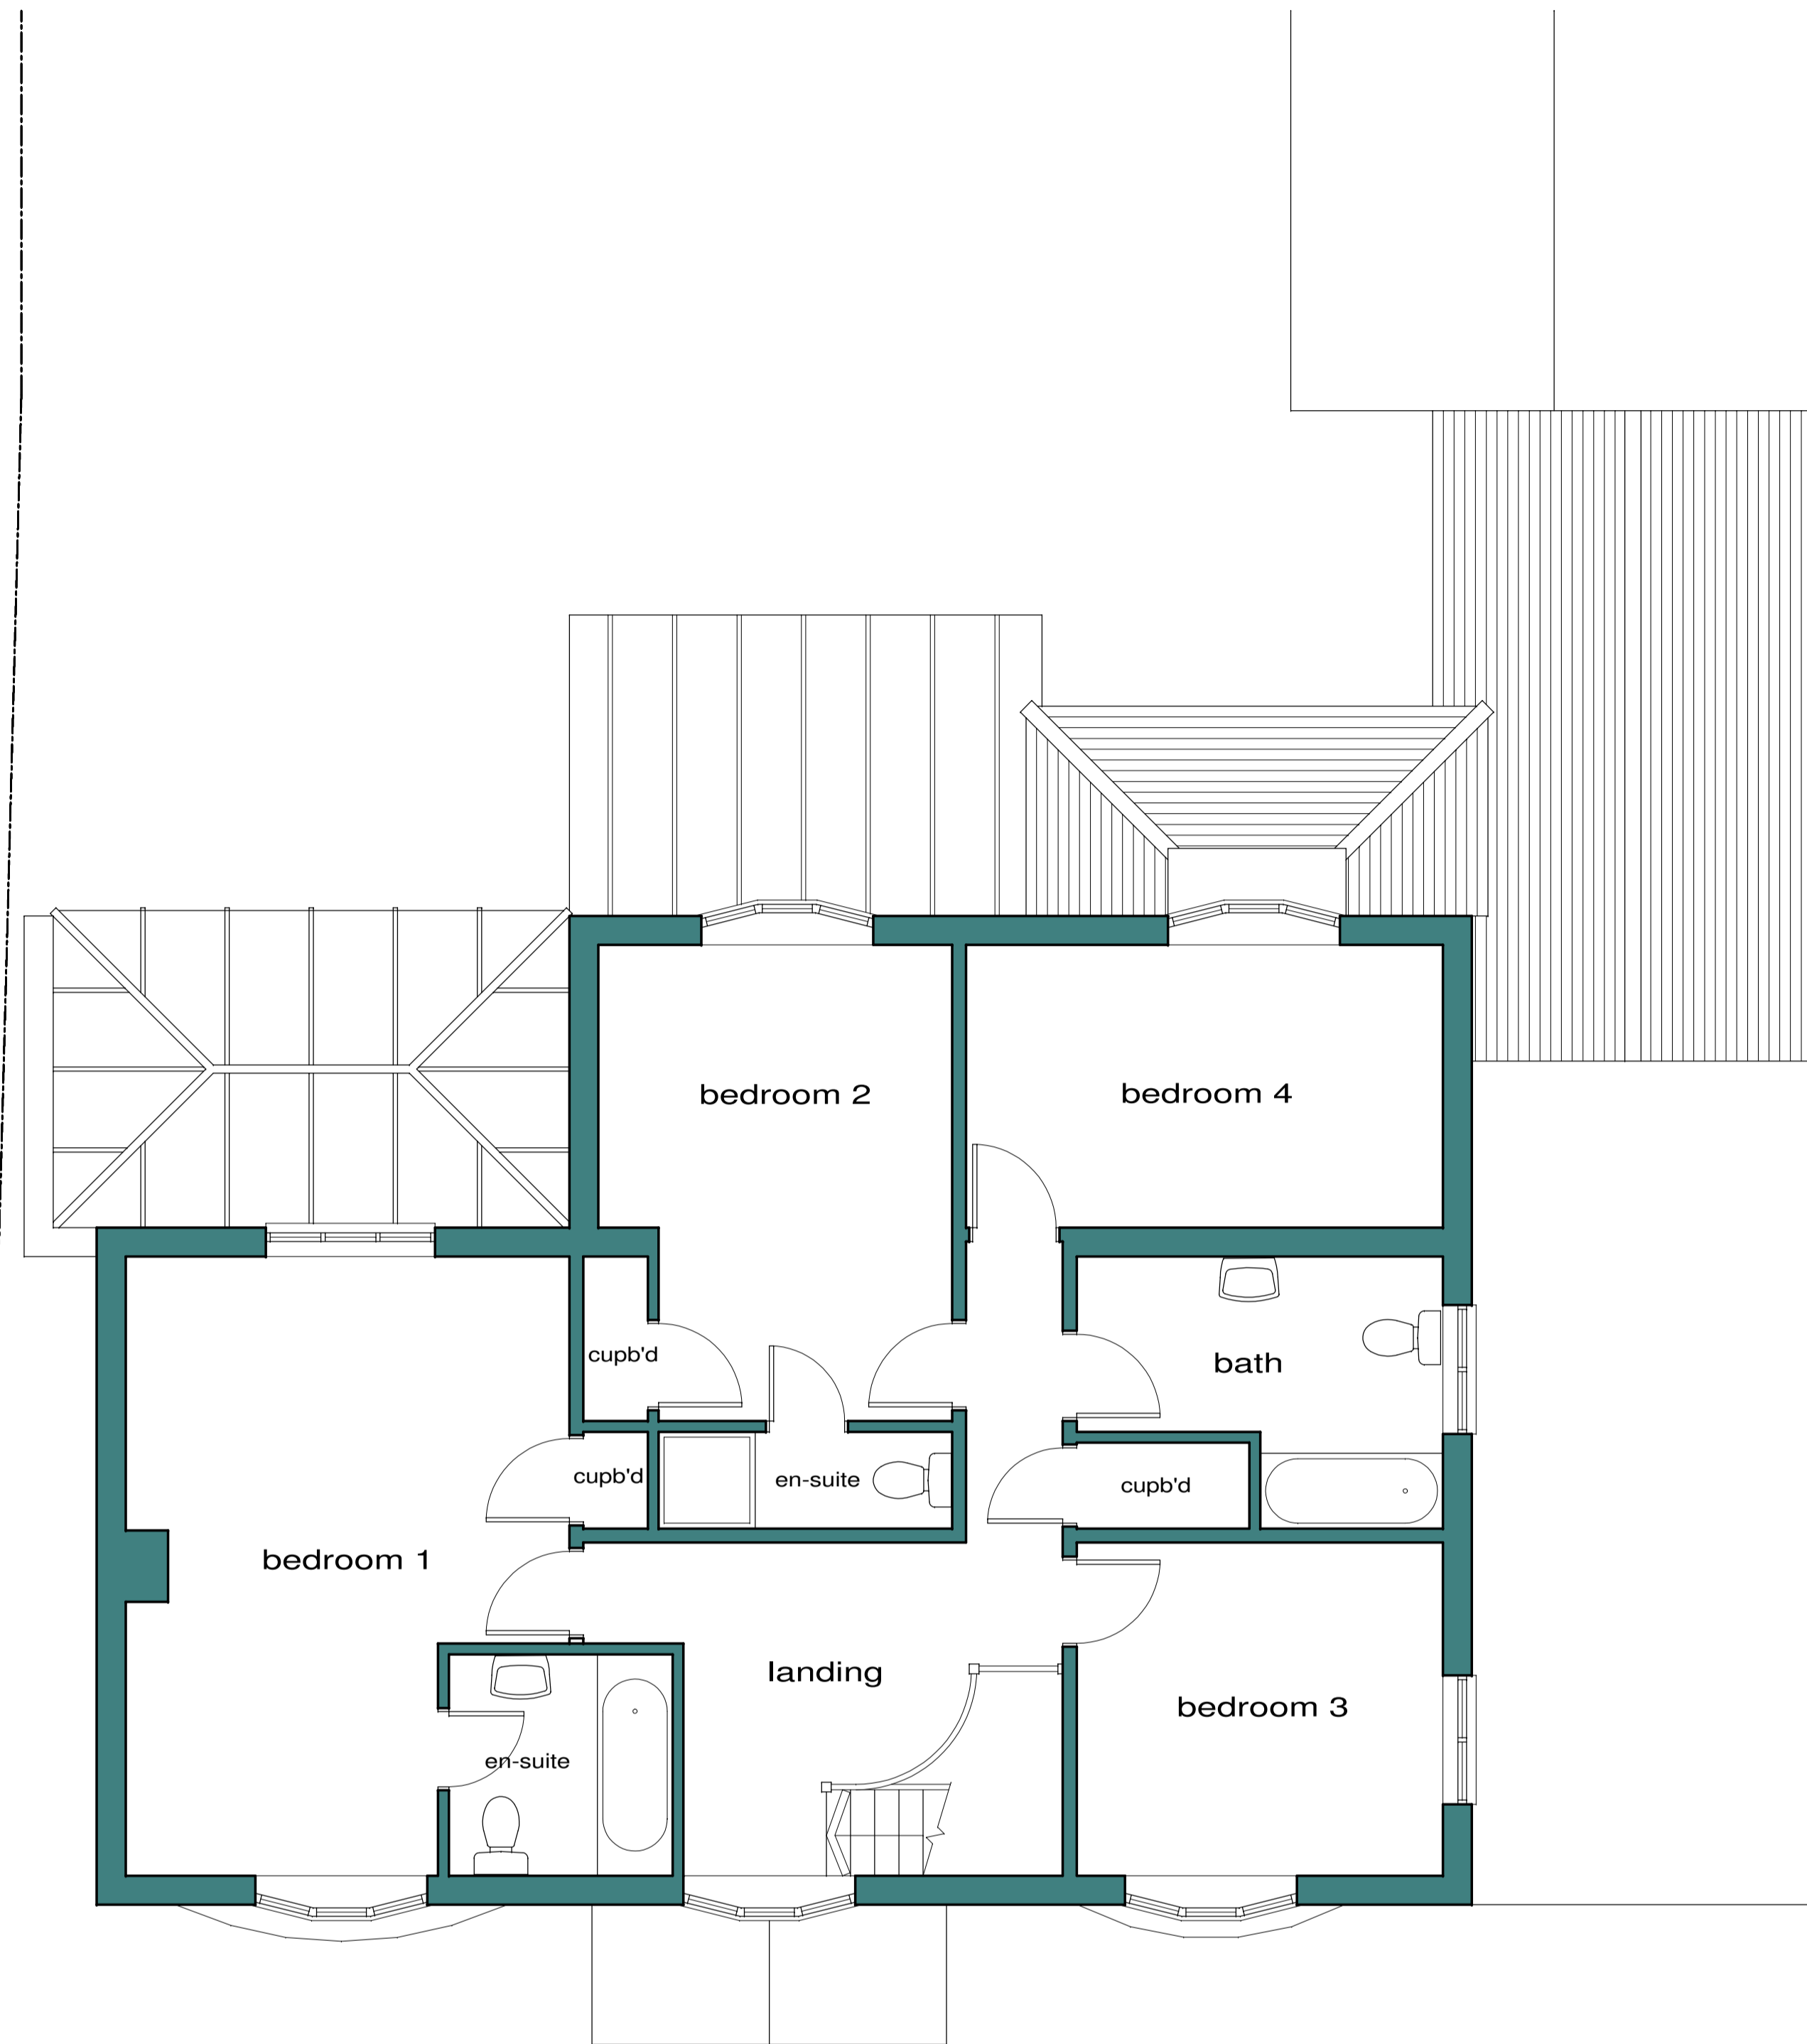 bedroom 2
bedroom 4
cupb'd
bath
cupb'd
en-suite
cupb'd
bedroom 1
landing
bedroom 3
en-suite